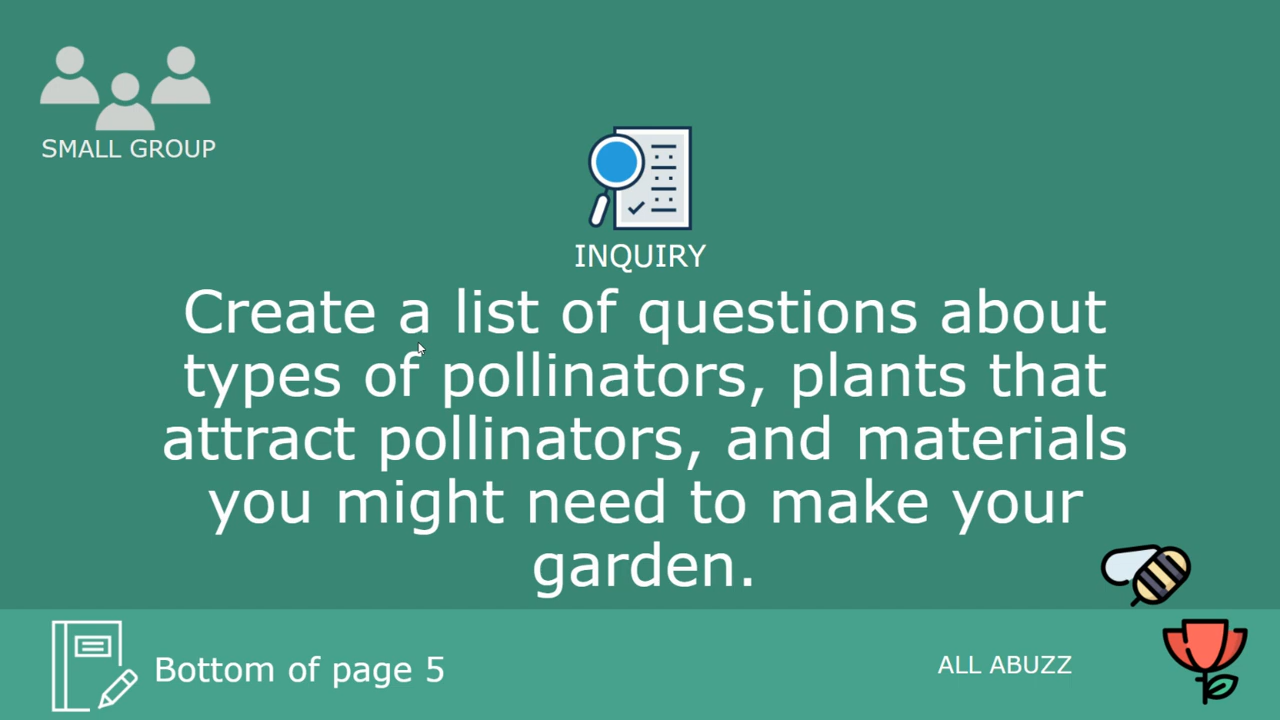 SMALL GROUP
INQUIRY
Create a list of questions about
types of pollinators, plants that
attract pollinators, and materials
you might need to make your
garden.
Bottom of page 5
ALL ABUZZ